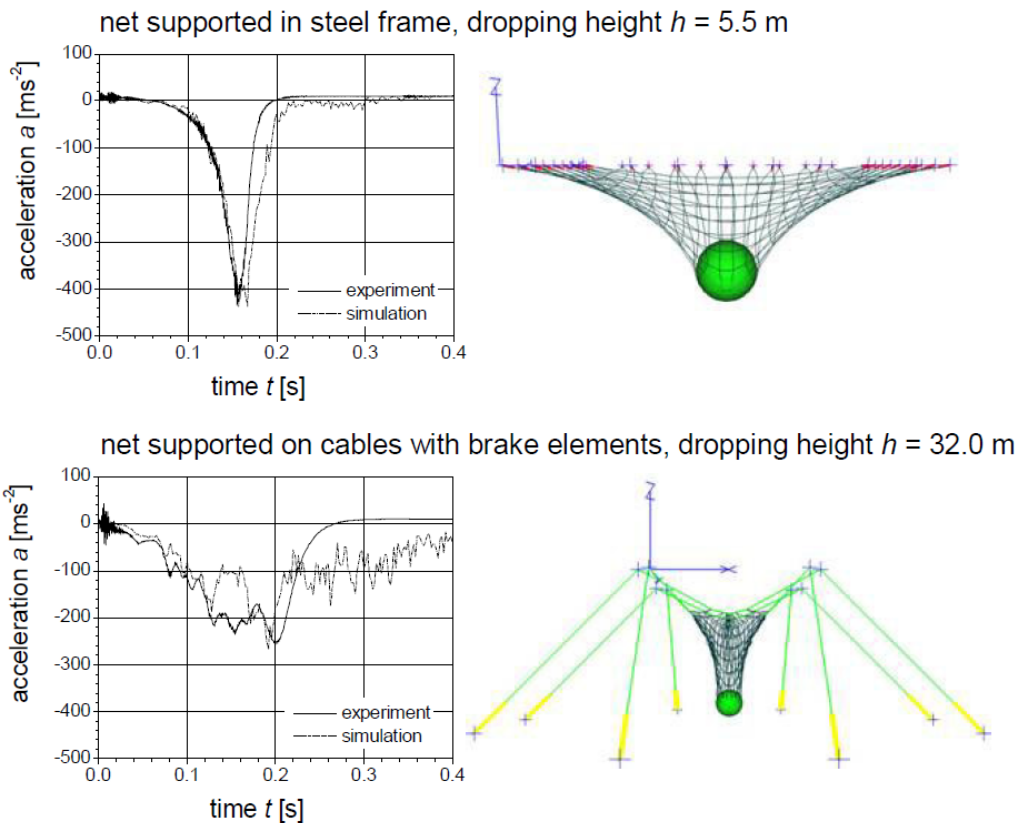 net supported in steel frame, dropping height h = 5.5 m
acceleration a [ms⁻²]
100
0
-100
-200
-300
-400
-500
experiment
simulation
0.0 0.1 0.2 0.3 0.4
time t [s]
Z
net supported on cables with brake elements, dropping height h = 32.0 m
acceleration a [ms⁻²]
100
0
-100
-200
-300
-400
-500
experiment
simulation
0.0 0.1 0.2 0.3 0.4
time t [s]
Z